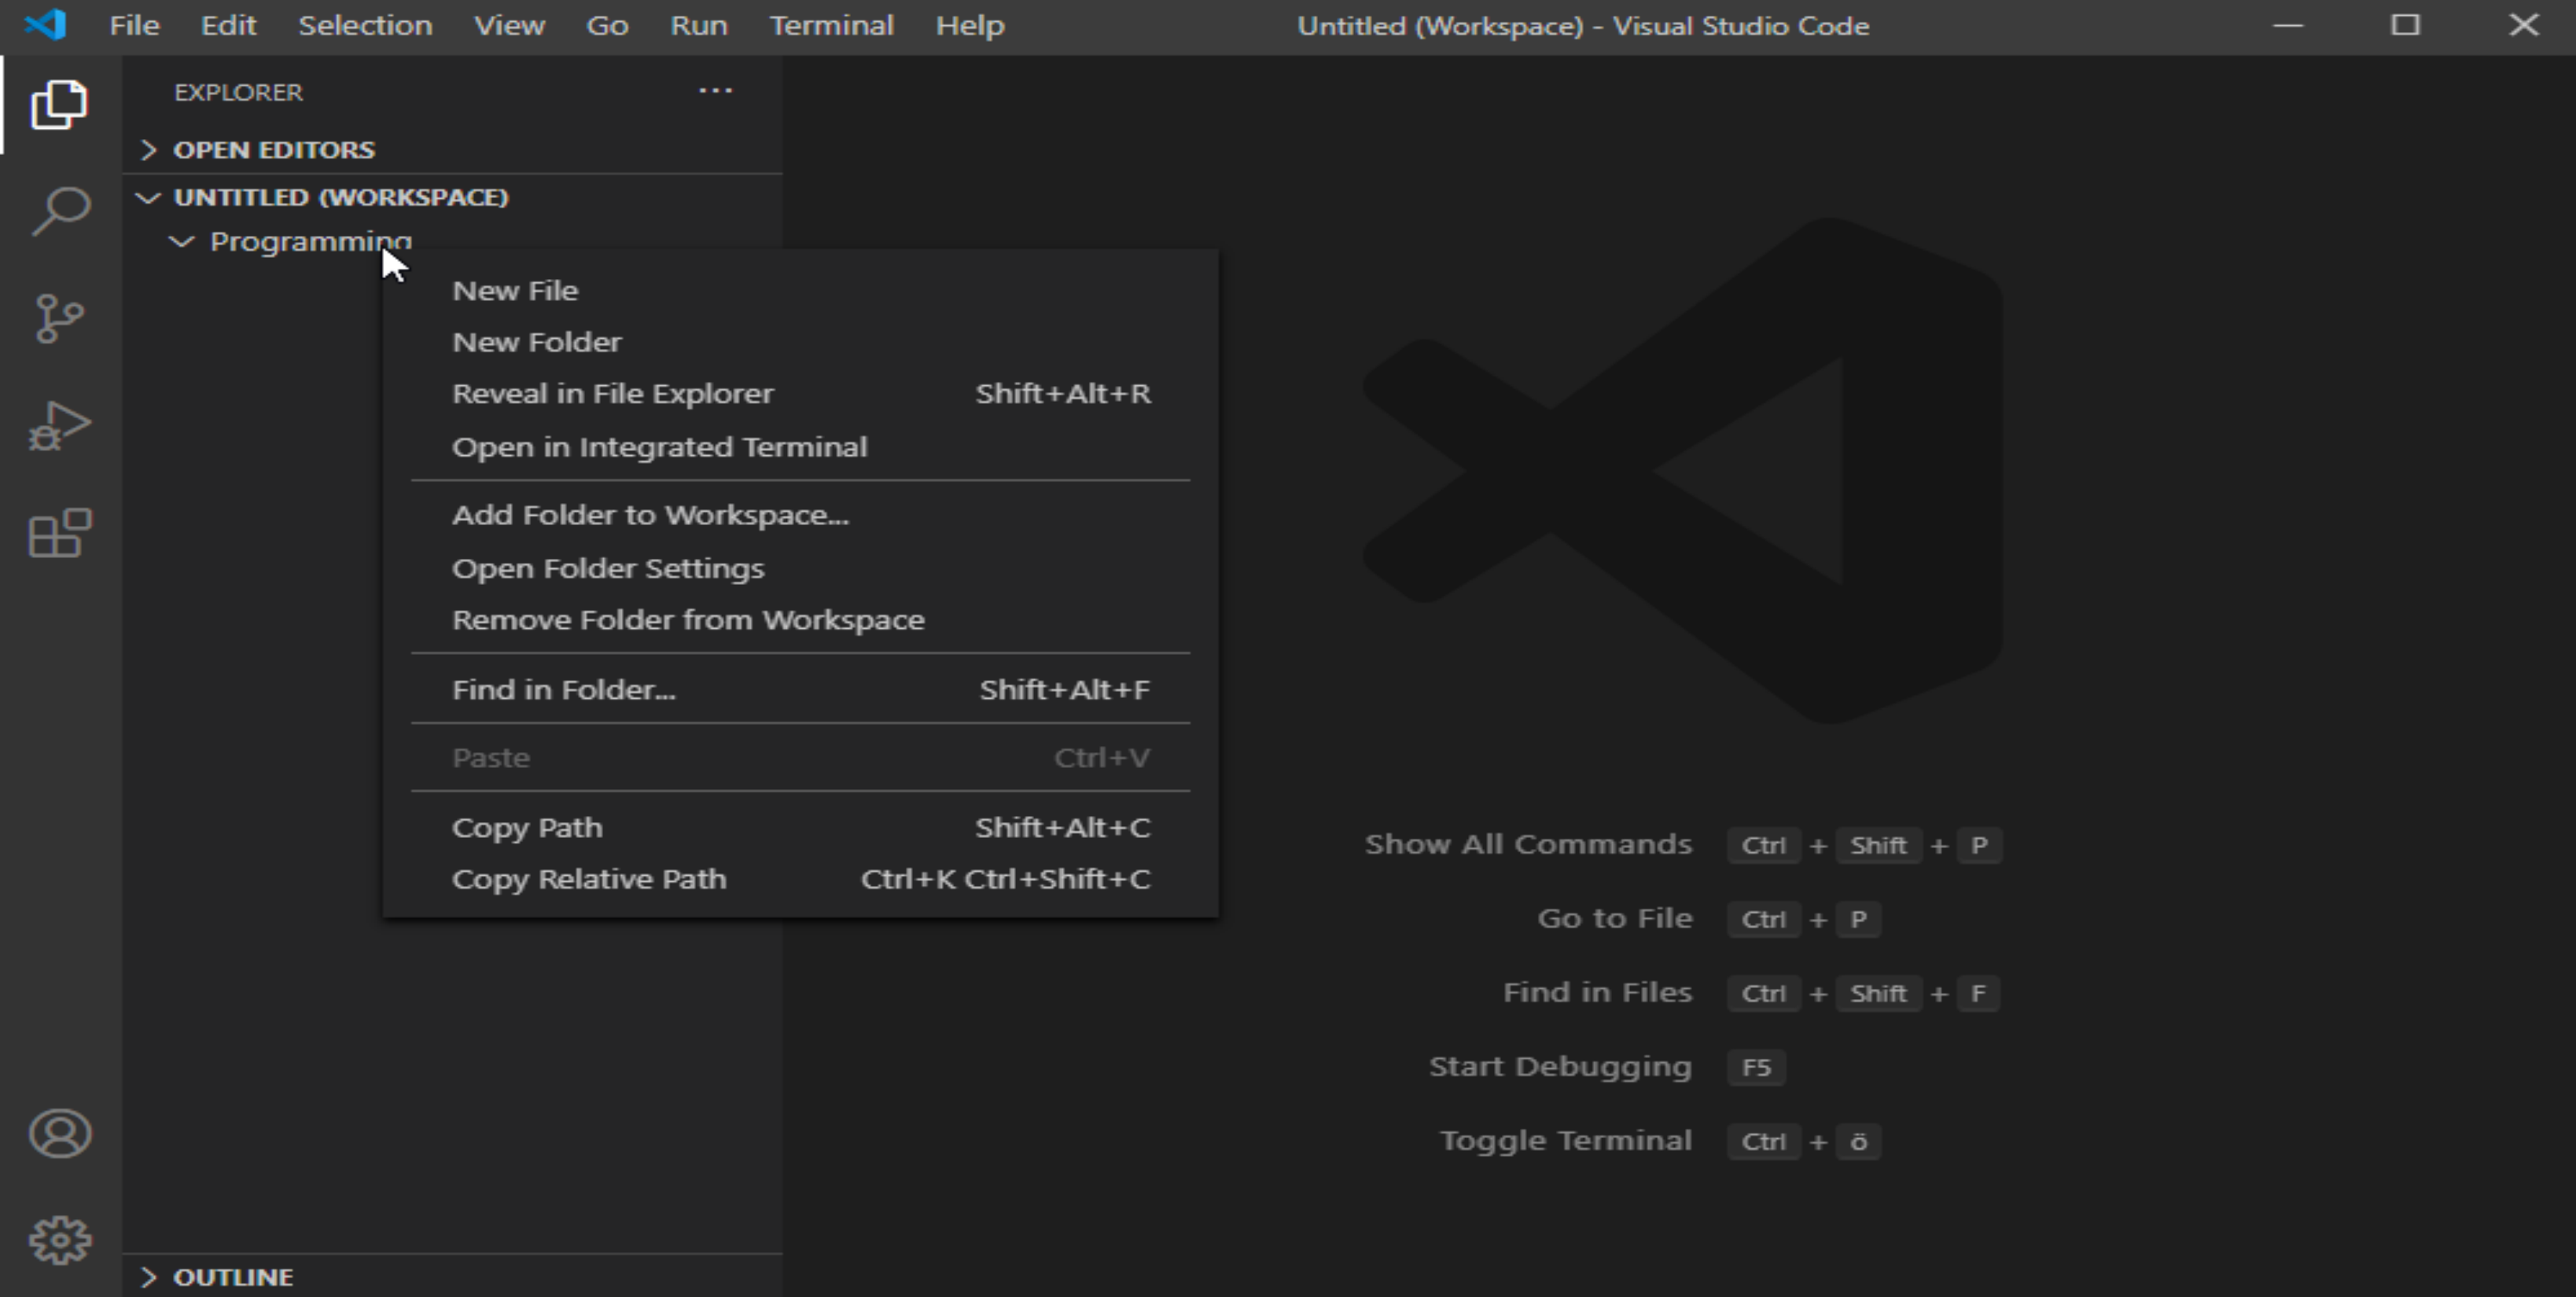 File Edit Selection View Go Run Terminal Help Untitled (Workspace) - Visual Studio Code
EXPLORER
OPEN EDITORS
UNTITLED (WORKSPACE)
Programming
New File
New Folder
Reveal in File Explorer Shift+Alt+R
Open in Integrated Terminal
Add Folder to Workspace...
Open Folder Settings
Remove Folder from Workspace
Find in Folder... Shift+Alt+F
Paste Ctrl+V
Copy Path Shift+Alt+C
Copy Relative Path Ctrl+K Ctrl+Shift+C
Show All Commands Ctrl + Shift + P
Go to File Ctrl + P
Find in Files Ctrl + Shift + F
Start Debugging F5
Toggle Terminal Ctrl + ö
OUTLINE